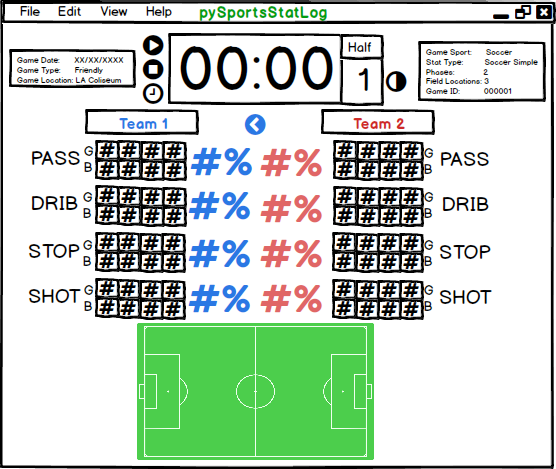 File Edit View Help pySportsStatLog
Game Date: XX/XX/XXXX
Game Type: Friendly
Game Location: LA Coliseum
00:00
Half
1
Game Sport: Soccer
Stat Type: Soccer Simple
Phases: 2
Field Locations: 3
Game ID: 000001
Team 1 Team 2
PASS G # # # # #% #% # # # # G PASS
B # # # # # # # # B
DRIB G # # # # #% #% # # # # G DRIB
B # # # # # # # # B
STOP G # # # # #% #% # # # # G STOP
B # # # # # # # # B
SHOT G # # # # #% #% # # # # G SHOT
B # # # # # # # # B